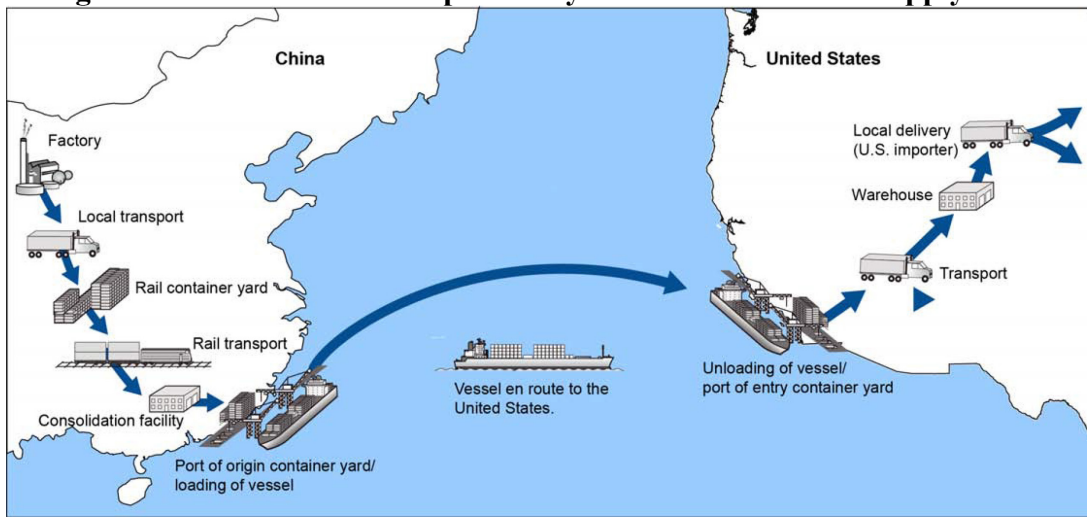 China
United States
Factory
Local transport
Rail container yard
Rail transport
Consolidation facility
Port of origin container yard/
loading of vessel
Vessel en route to the
United States.
Unloading of vessel/
port of entry container yard
Transport
Warehouse
Local delivery
(U.S. importer)